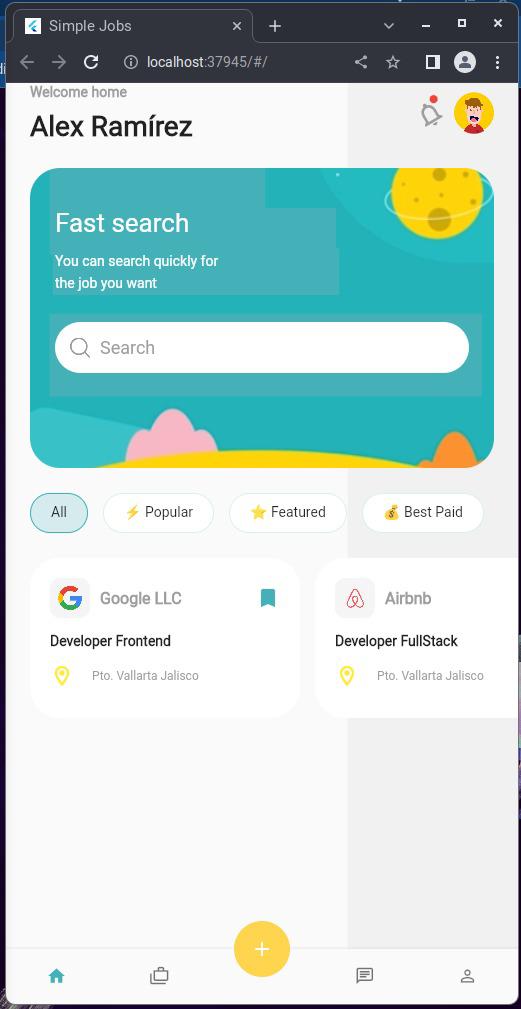 Simple Jobs
localhost:37945/#/
Welcome home
Alex Ramírez
Fast search
You can search quickly for
the job you want
Search
All
⚡ Popular
⭐ Featured
💰 Best Paid
Google LLC
Developer Frontend
Pto. Vallarta Jalisco
Airbnb
Developer FullStack
Pto. Vallarta Jalisco